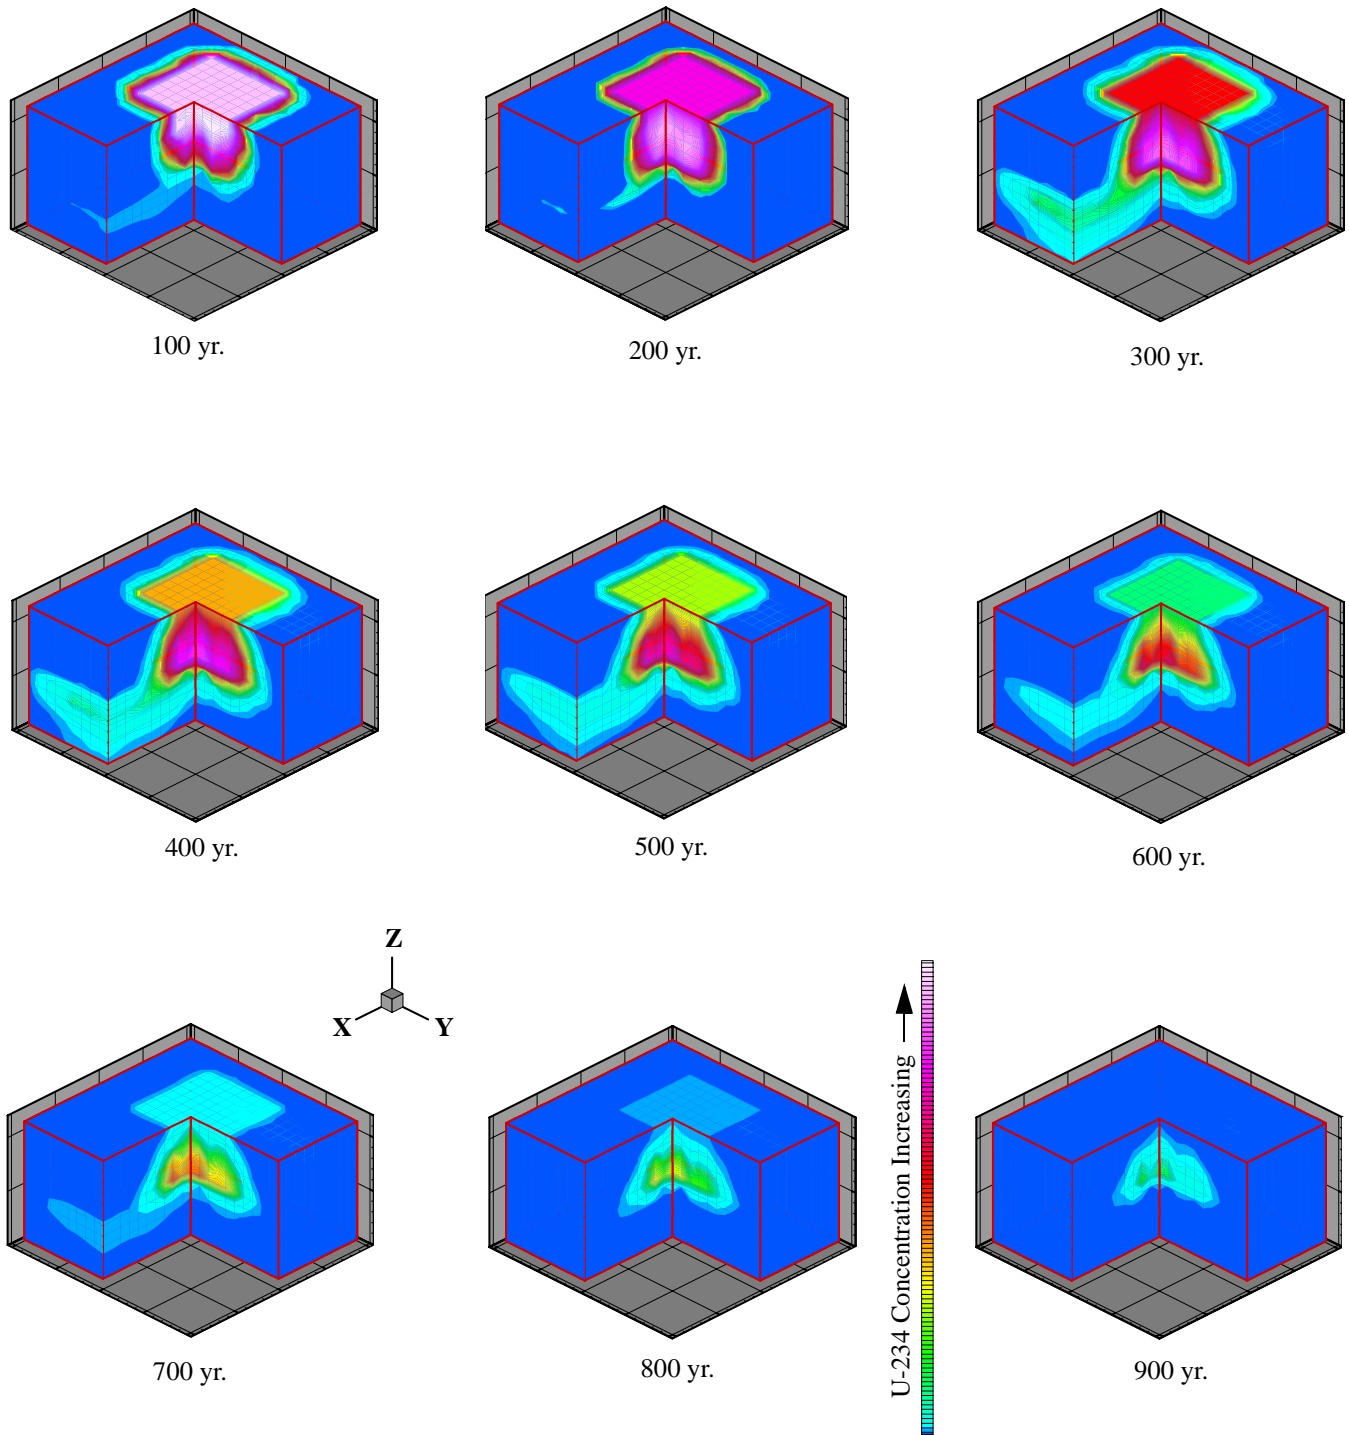 100 yr.
200 yr.
300 yr.
400 yr.
500 yr.
600 yr.
Z
X
Y
U-234 Concentration Increasing
700 yr.
800 yr.
900 yr.